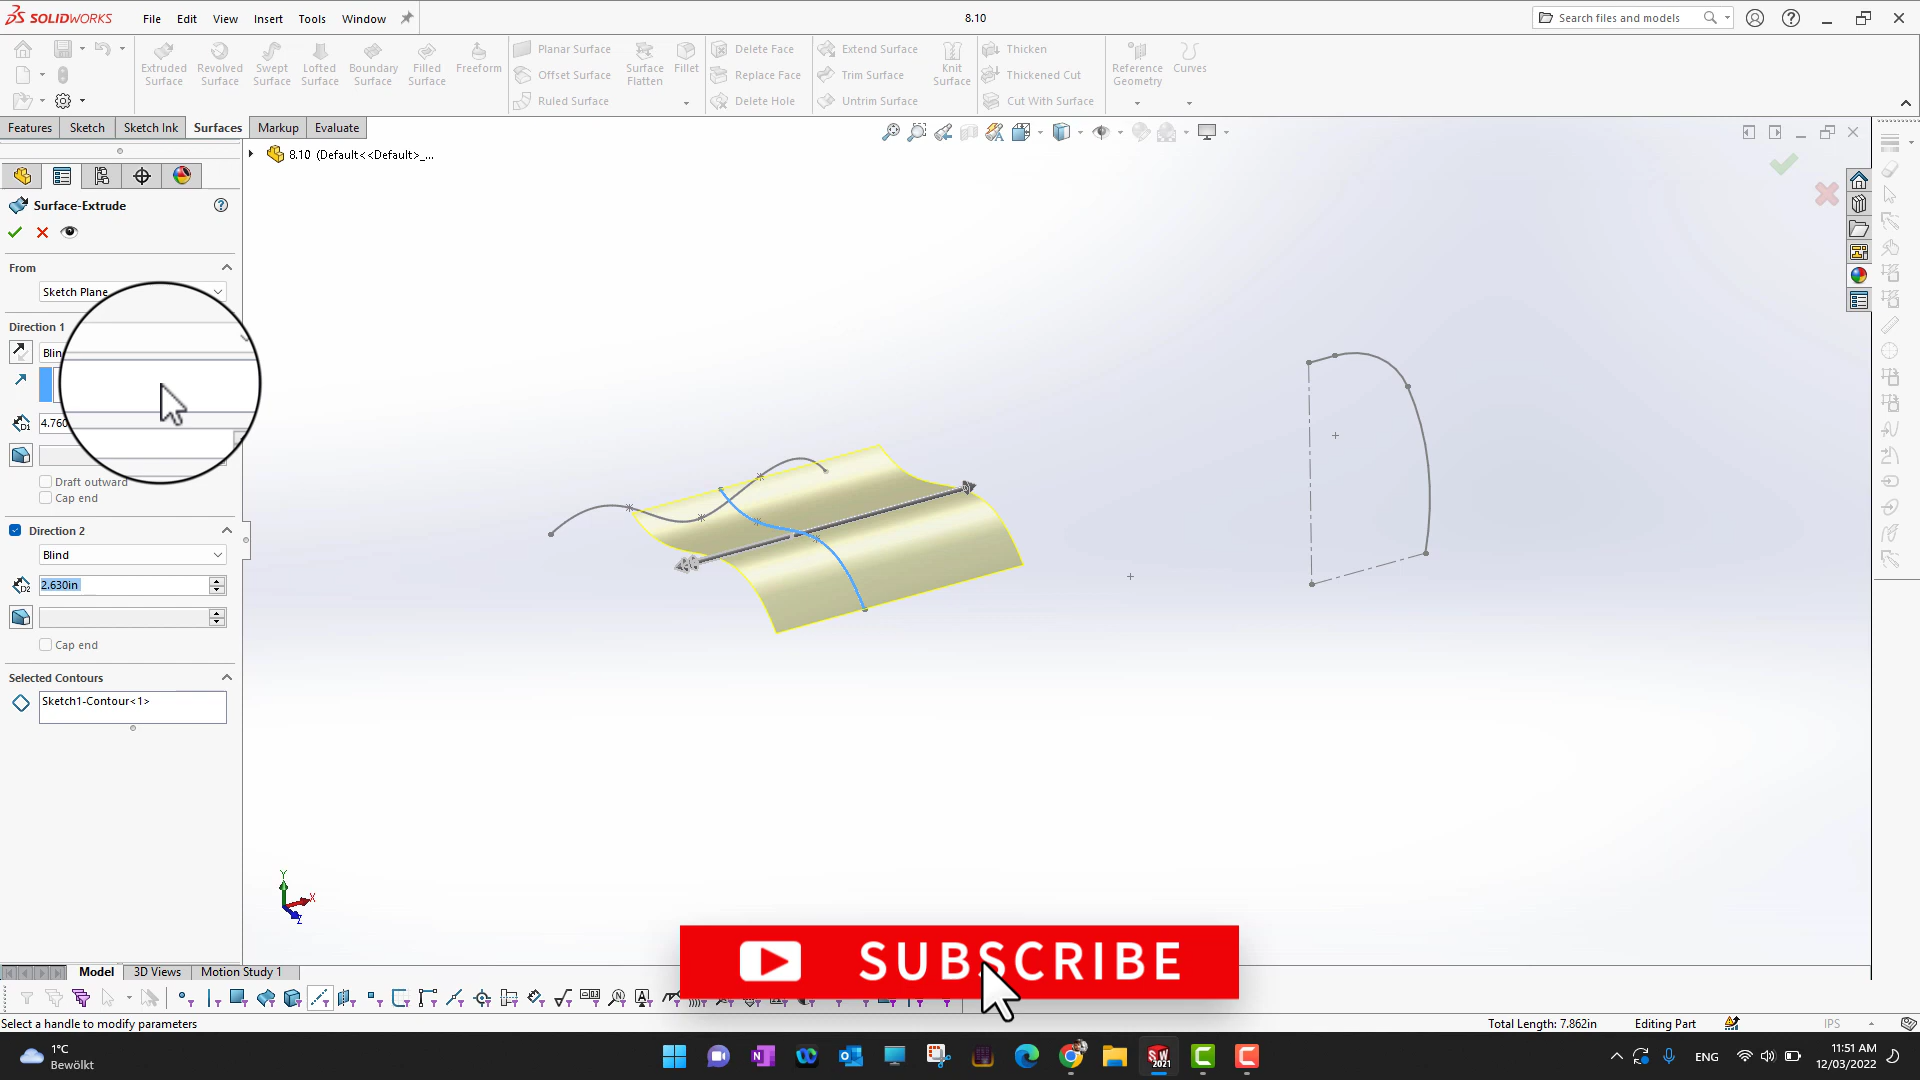 SOLIDWORKS File Edit View Insert Tools Window 8.10 Search files and models
Extruded Surface Revolved Surface Swept Surface Lofted Surface Boundary Surface Filled Surface Freeform
Planar Surface
Offset Surface
Ruled Surface
Surface Flatten Fillet
Delete Face
Replace Face
Delete Hole
Extend Surface
Trim Surface
Untrim Surface
Knit Surface
Thicken
Thickened Cut
Cut With Surface
Reference Geometry Curves
Features Sketch Sketch Ink Surfaces Markup Evaluate
8.10 (Default<<Default>_...
Surface-Extrude
From
Sketch Plane
Direction 1
Blin
4.760
Draft outward
Cap end
Direction 2
Blind
2.630in
Cap end
Selected Contours
Sketch1-Contour<1>
Y
X
Z
SUBSCRIBE
Model 3D Views Motion Study 1
Select a handle to modify parameters Total Length: 7.862in Editing Part IPS
1°C
Bewölkt
SW
2021
ENG
11:51 AM
12/03/2022